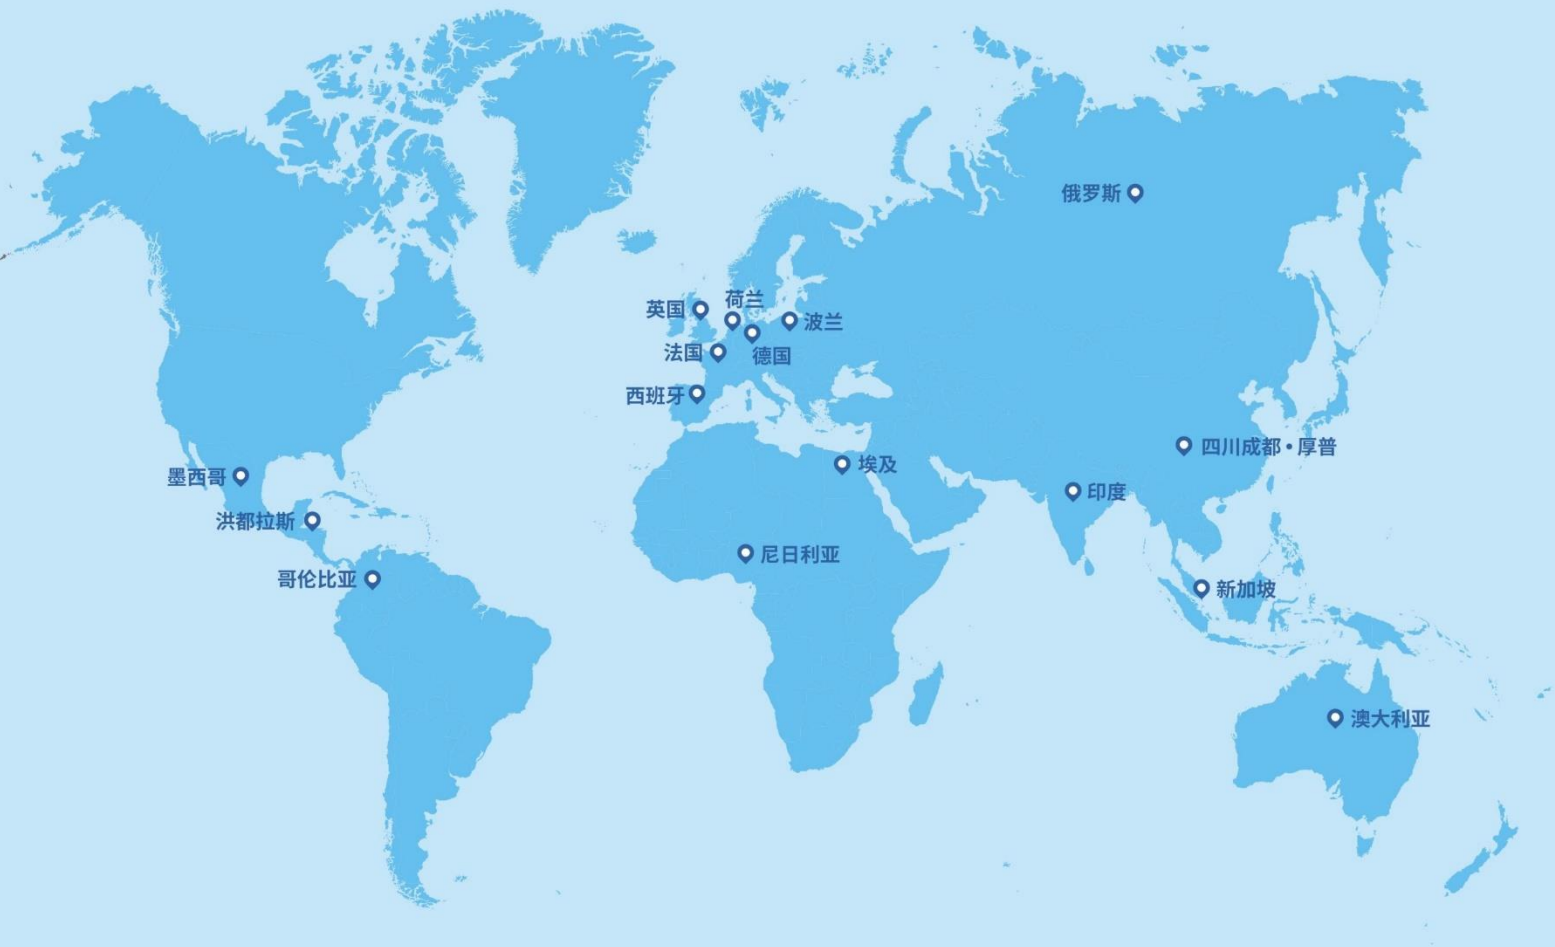 俄罗斯
荷兰
英国
波兰
法国
德国
西班牙
四川成都•厚普
埃及
墨西哥
印度
洪都拉斯
尼日利亚
哥伦比亚
新加坡
澳大利亚